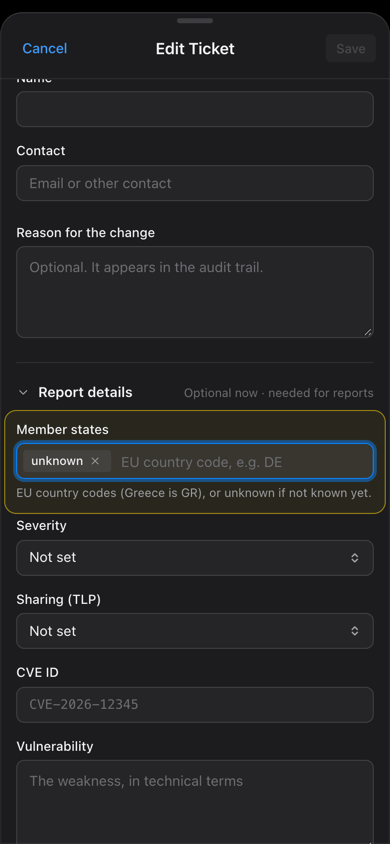 Cancel
Edit Ticket
Save
Name
Contact
Email or other contact
Reason for the change
Optional. It appears in the audit trail.
Report details
Optional now · needed for reports
Member states
unknown ×
EU country code, e.g. DE
EU country codes (Greece is GR), or unknown if not known yet.
Severity
Not set
Sharing (TLP)
Not set
CVE ID
CVE-2026-12345
Vulnerability
The weakness, in technical terms